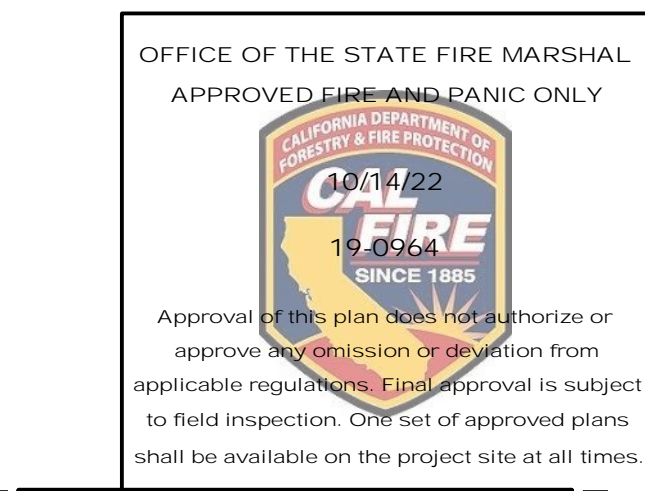 OFFICE OF THE STATE FIRE MARSHAL
APPROVED FIRE AND PANIC ONLY
CALIFORNIA DEPARTMENT OF
FORESTRY & FIRE PROTECTION
10/14/22
CAL
19-0964
FIRE
SINCE 1885
Approval of this plan does not authorize or
approve any omission or deviation from
applicable regulations. Final approval is subject
to field inspection. One set of approved plans
shall be available on the project site at all times.